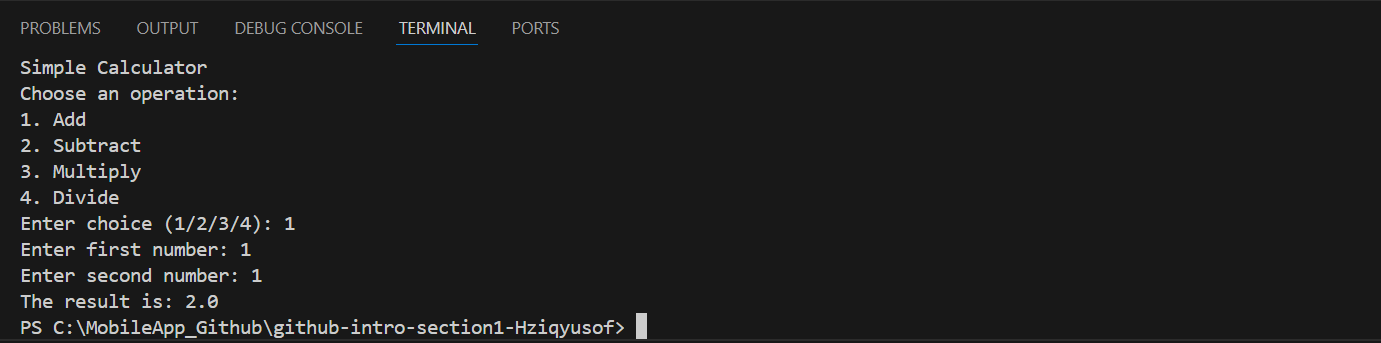 PROBLEMS OUTPUT DEBUG CONSOLE TERMINAL PORTS
Simple Calculator
Choose an operation:
1. Add
2. Subtract
3. Multiply
4. Divide
Enter choice (1/2/3/4): 1
Enter first number: 1
Enter second number: 1
The result is: 2.0
PS C:\MobileApp_Github\github-intro-section1-Hziqyusof>